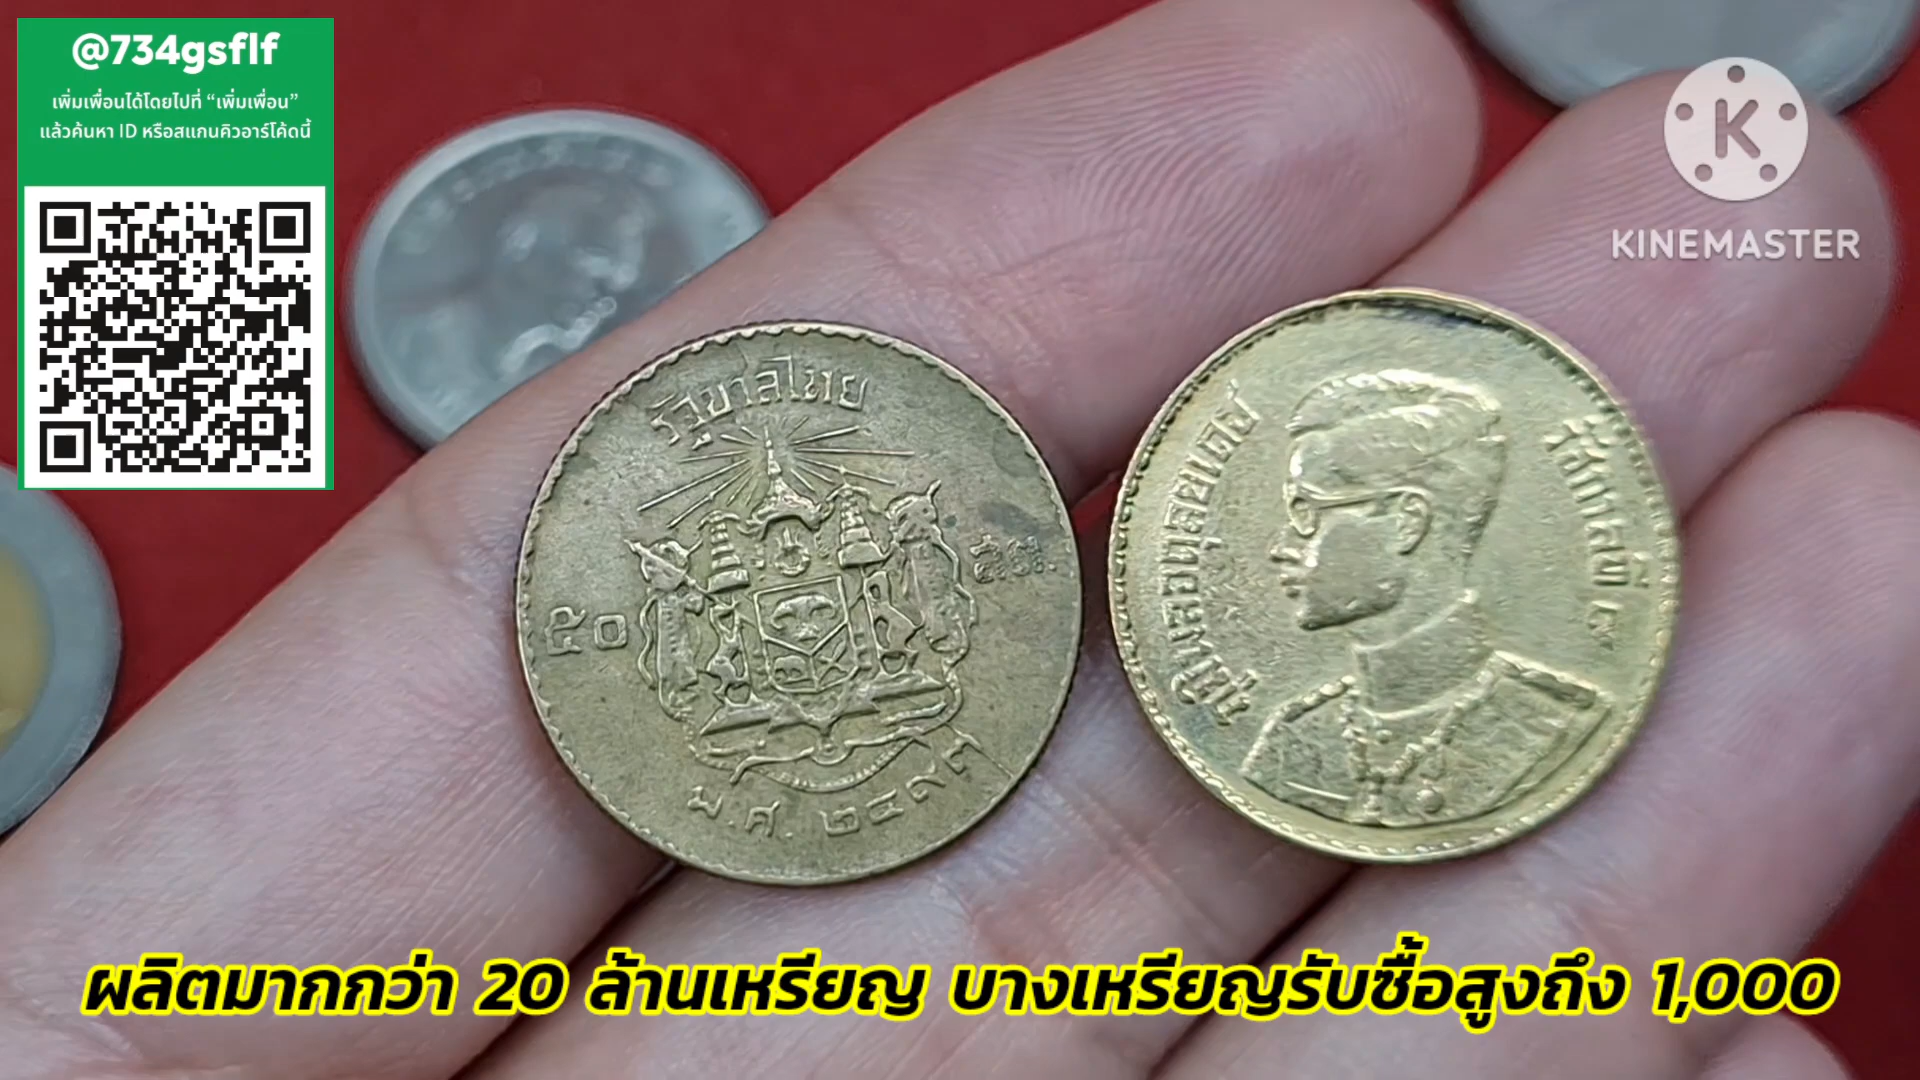 @734gsflf
เพิ่มเพื่อนได้โดยไปที่ “เพิ่มเพื่อน”
แล้วค้นหา ID หรือสแกนคิวอาร์โค้ดนี้
KINEMASTER
รัฐบาลไทย
๕๐
สต.
พ.ศ. ๒๔๙๓
ภูมิพลอดุลยเดช
รัชกาลที่ ๙
ผลิตมากกว่า 20 ล้านเหรียญ บางเหรียญรับซื้อสูงถึง 1,000